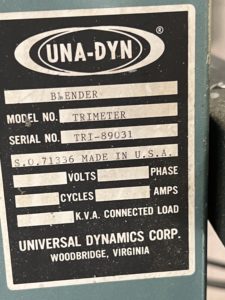 UNA-DYN®
BLENDER
MODEL NO. TRIMETER
SERIAL NO. TRI-89031
S.O.71336 MADE IN U.S.A.
VOLTS PHASE
CYCLES AMPS
K.V.A. CONNECTED LOAD
UNIVERSAL DYNAMICS CORP.
WOODBRIDGE, VIRGINIA